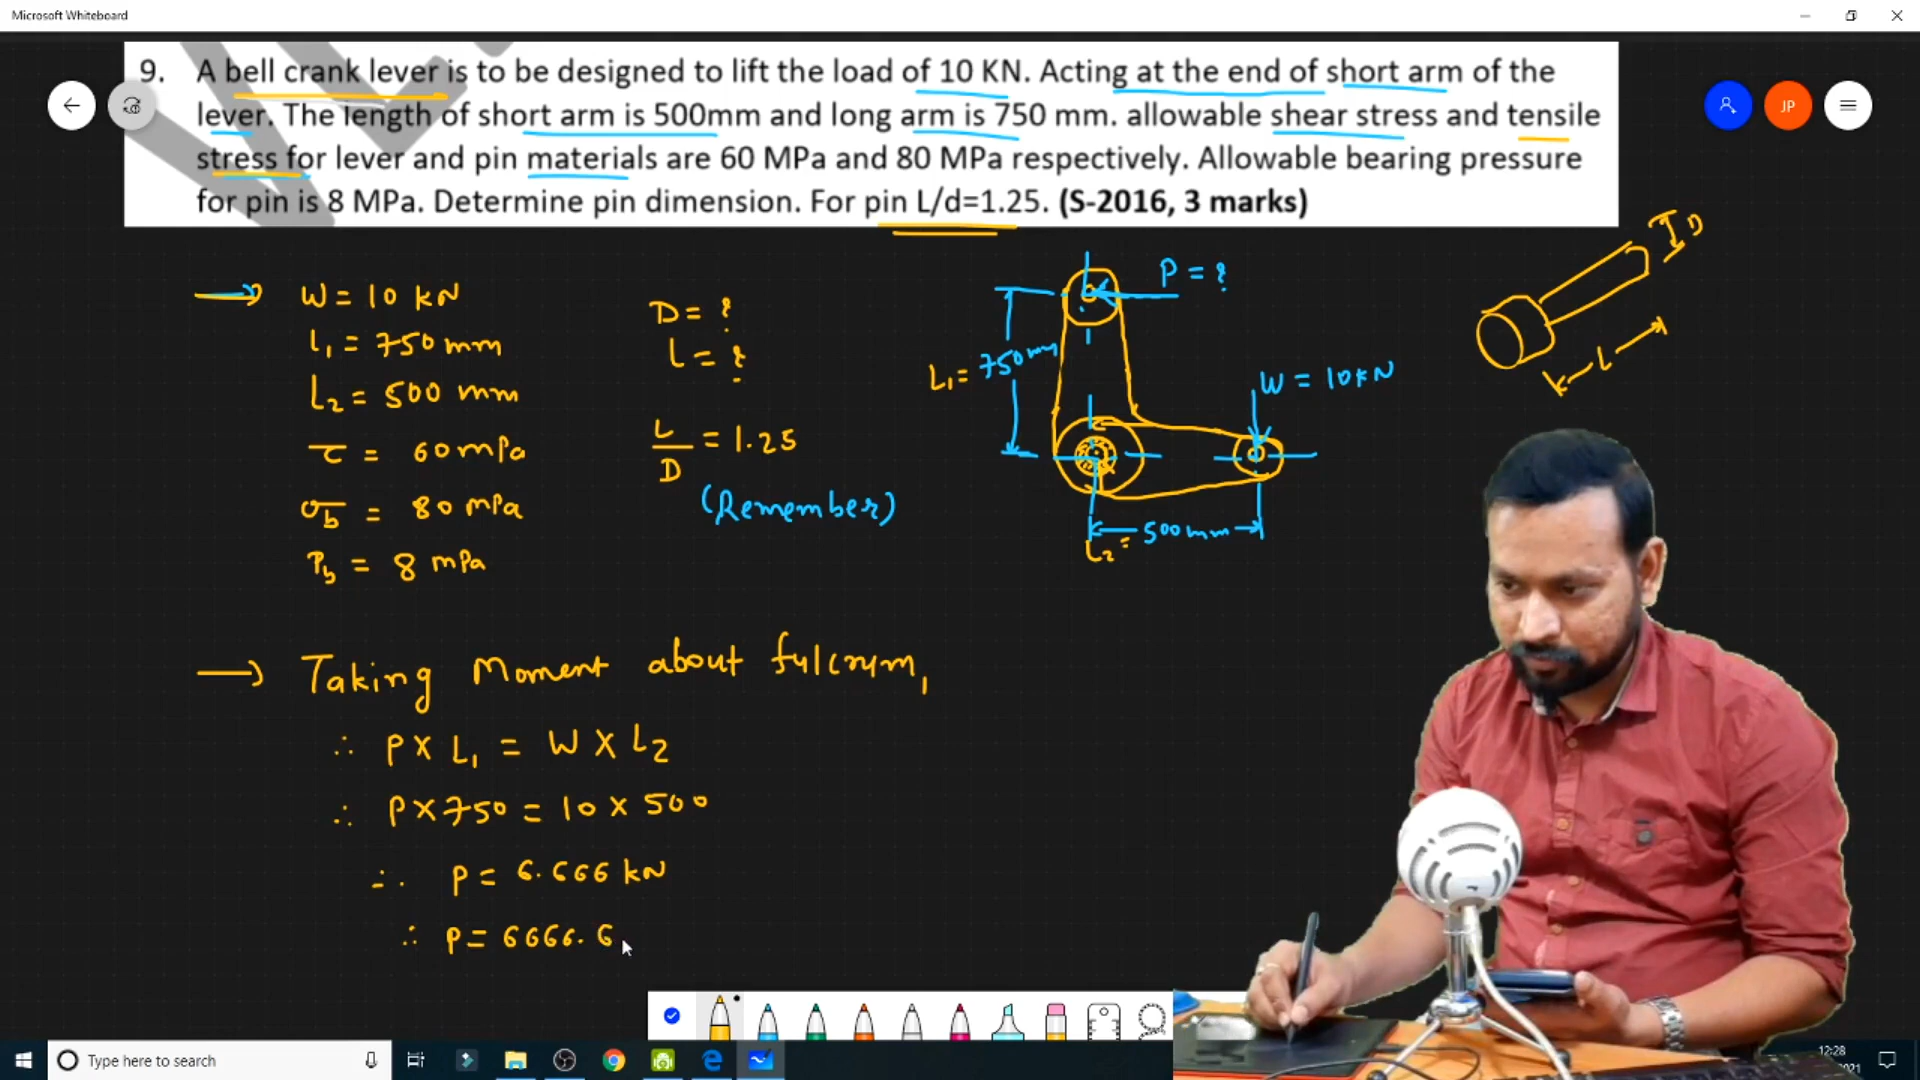 Microsoft Whiteboard
9. A bell crank lever is to be designed to lift the load of 10 KN. Acting at the end of short arm of the
lever. The length of short arm is 500mm and long arm is 750 mm. allowable shear stress and tensile
stress for lever and pin materials are 60 MPa and 80 MPa respectively. Allowable bearing pressure
for pin is 8 MPa. Determine pin dimension. For pin L/d=1.25. (S-2016, 3 marks)
JP
W = 10 kN
L₁ = 750 mm
L₂ = 500 mm
τ = 60 mPa
σb = 80 mPa
Pb = 8 mPa
D = ?
l = ?
L/D = 1.25
(Remember)
P = ?
L₁ = 750 mm
W = 10 kN
L₂ = 500 mm
D
L
→ Taking Moment about fulcrum,
∴ P X L₁ = W X L₂
∴ P X 750 = 10 X 500
∴ P = 6.666 kN
∴ P = 6666.6
Type here to search
12:28